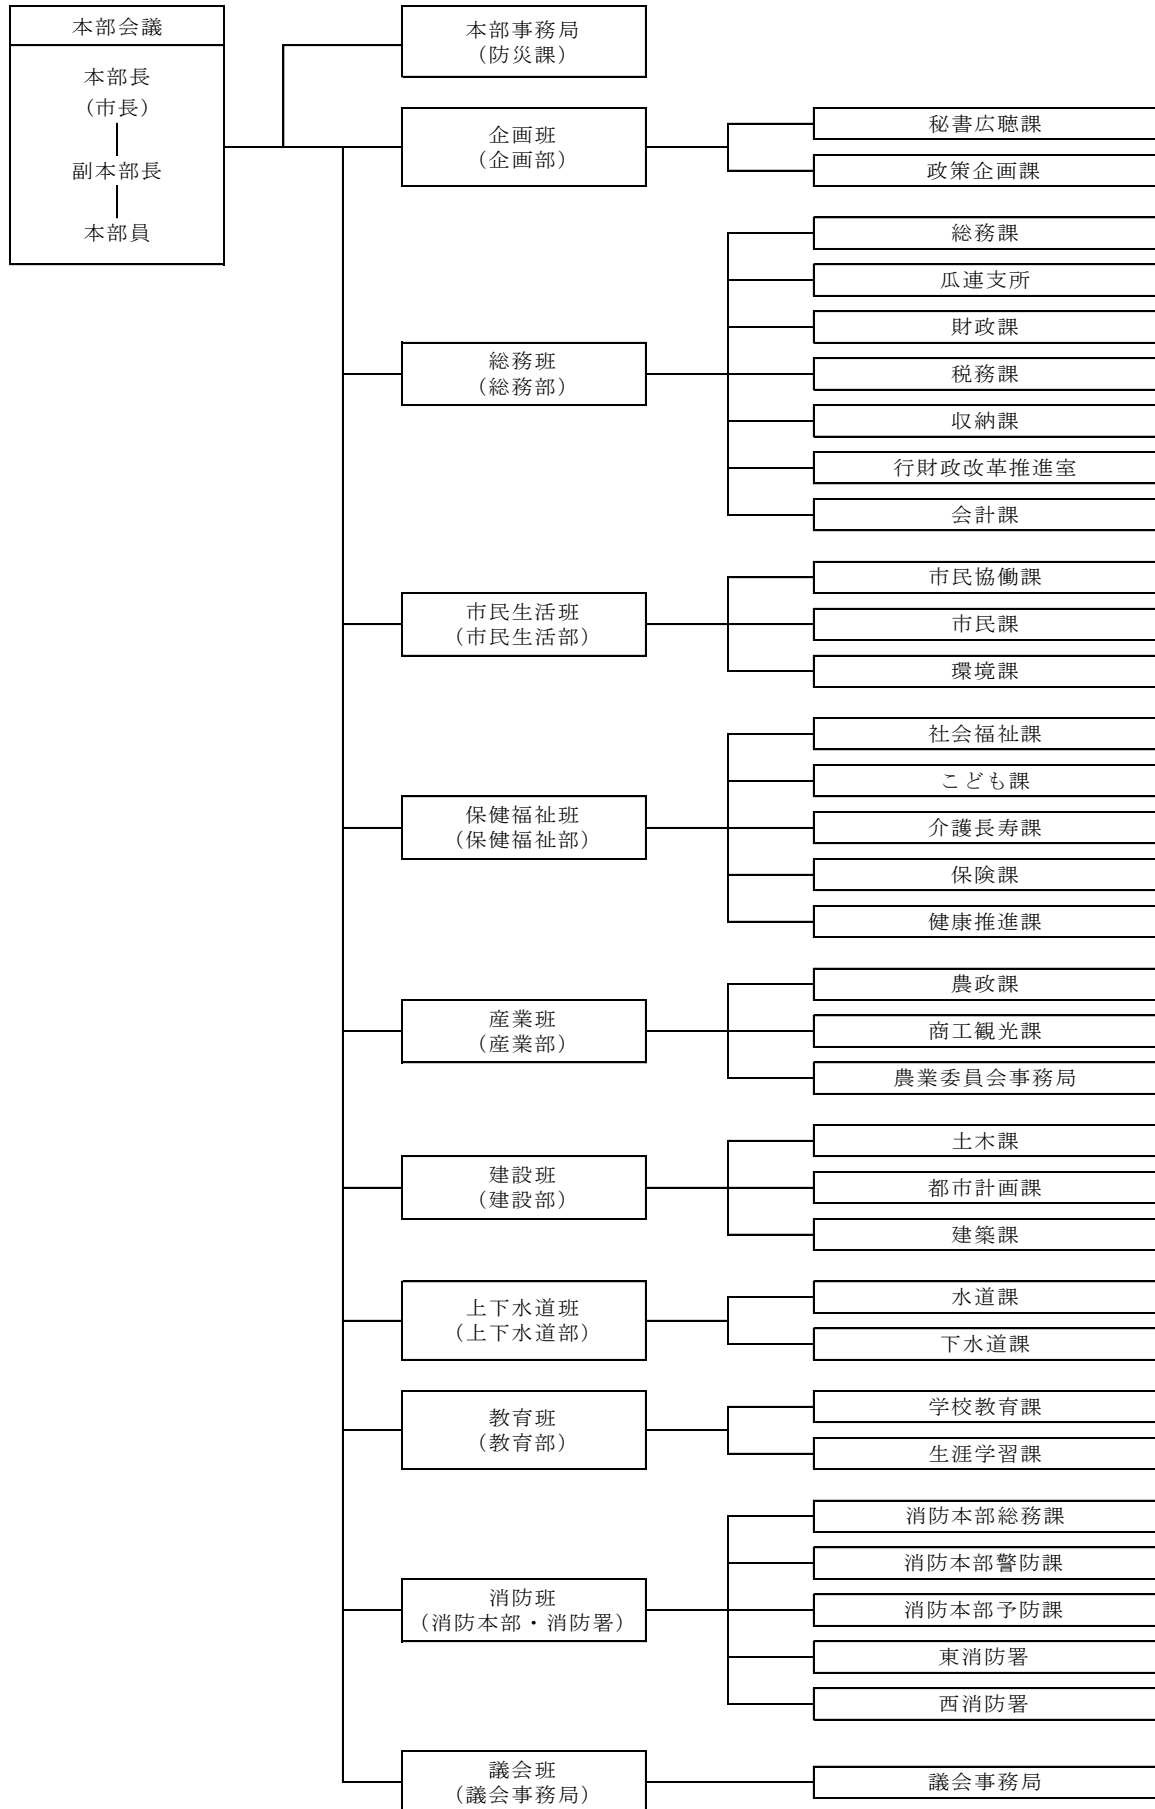 本部会議
本部長
（市長）
副本部長
本部員
本部事務局
（防災課）
企画班
（企画部）
秘書広聴課
政策企画課
総務班
（総務部）
総務課
瓜連支所
財政課
税務課
収納課
行財政改革推進室
会計課
市民生活班
（市民生活部）
市民協働課
市民課
環境課
保健福祉班
（保健福祉部）
社会福祉課
こども課
介護長寿課
保険課
健康推進課
産業班
（産業部）
農政課
商工観光課
農業委員会事務局
建設班
（建設部）
土木課
都市計画課
建築課
上下水道班
（上下水道部）
水道課
下水道課
教育班
（教育部）
学校教育課
生涯学習課
消防班
（消防本部・消防署）
消防本部総務課
消防本部警防課
消防本部予防課
東消防署
西消防署
議会班
（議会事務局）
議会事務局